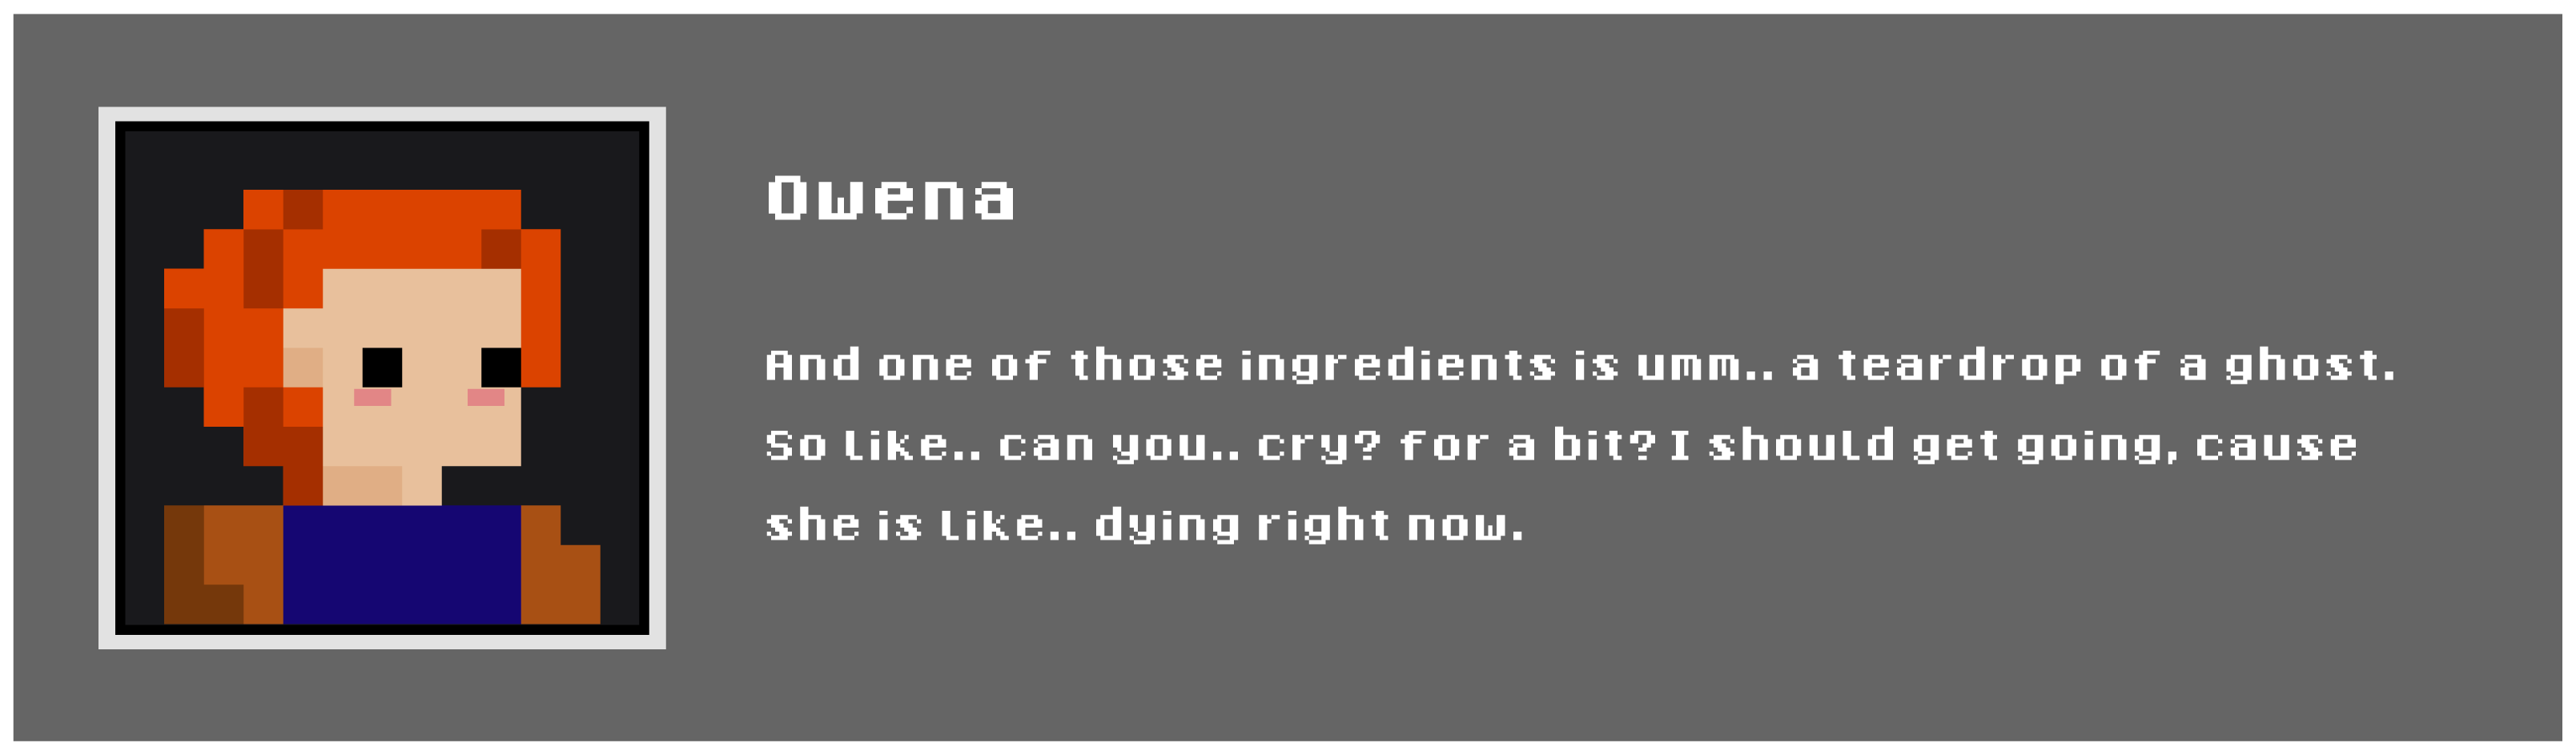 Owena
And one of those ingredients is umm.. a teardrop of a ghost.
So like.. can you.. cry? for a bit? I should get going, cause
she is like.. dying right now.